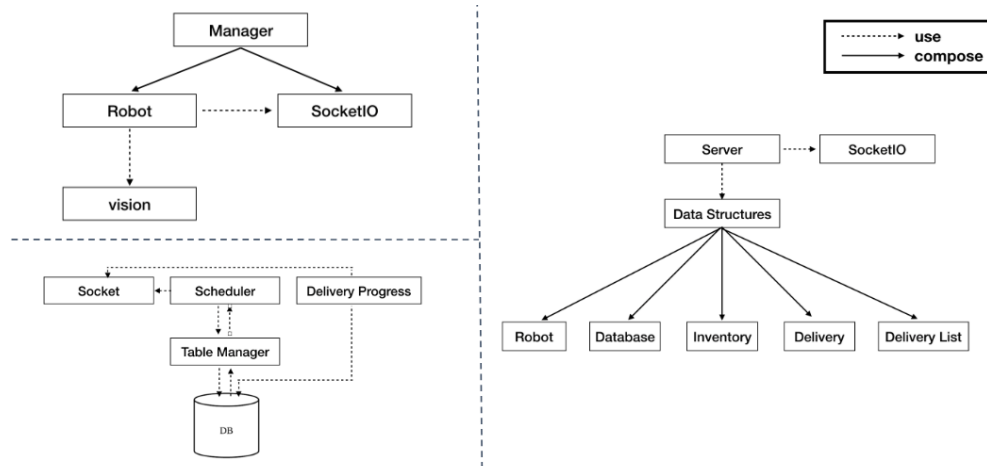 Manager
Robot
SocketIO
vision
use
compose
Server
SocketIO
Data Structures
Robot
Database
Inventory
Delivery
Delivery List
Socket
Scheduler
Delivery Progress
Table Manager
DB